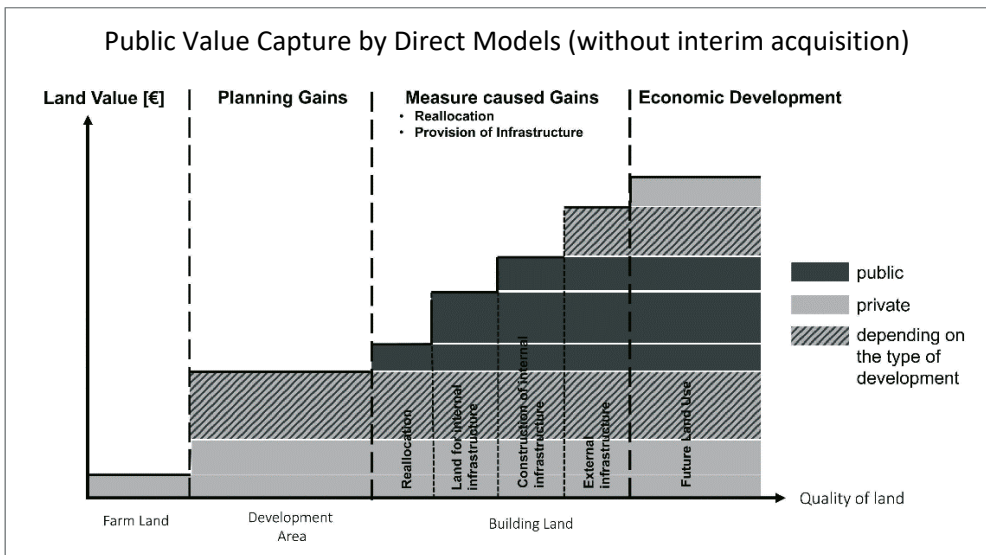 Public Value Capture by Direct Models (without interim acquisition)
Land Value [€]
Planning Gains
Measure caused Gains
• Reallocation
• Provision of Infrastructure
Economic Development
public
private
depending on
the type of
development
Reallocation
Land for internal
infrastructure
Construction of internal
infrastructure
External
infrastructure
Future Land Use
Quality of land
Farm Land
Development
Area
Building Land